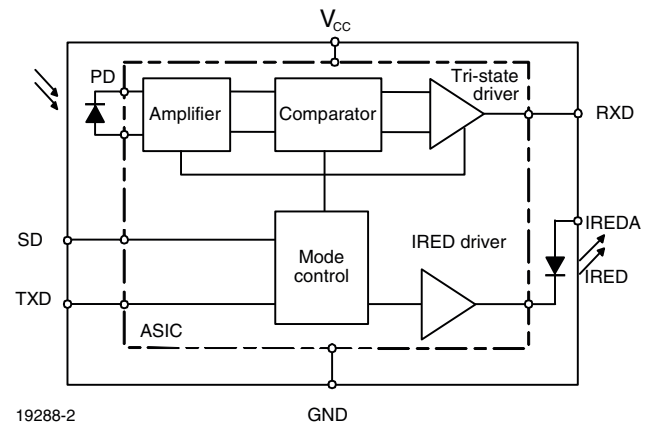 VCC
PD
Amplifier
Comparator
Tri-state
driver
RXD
SD
IRED driver
IREDA
Mode
control
IRED
TXD
ASIC
19288-2
GND